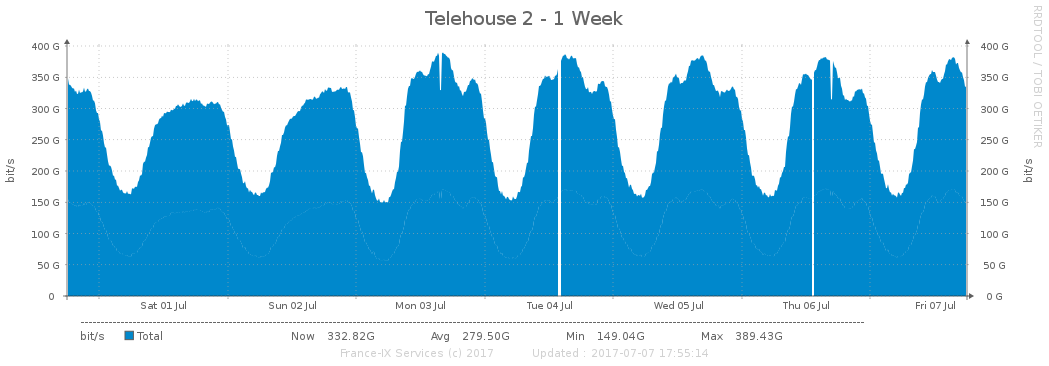 Telehouse 2 - 1 Week
RRDTOOL / TOBI OETIKER
400 G 400 G
350 G 350 G
300 G 300 G
250 G 250 G
200 G 200 G
150 G 150 G
100 G 100 G
50 G 50 G
0 0 G
bit/s
bit/s
Sat 01 Jul Sun 02 Jul Mon 03 Jul Tue 04 Jul Wed 05 Jul Thu 06 Jul Fri 07 Jul
bit/s Total Now 332.82G Avg 279.50G Min 149.04G Max 389.43G
France-IX Services (c) 2017 Updated : 2017-07-07 17:55:14